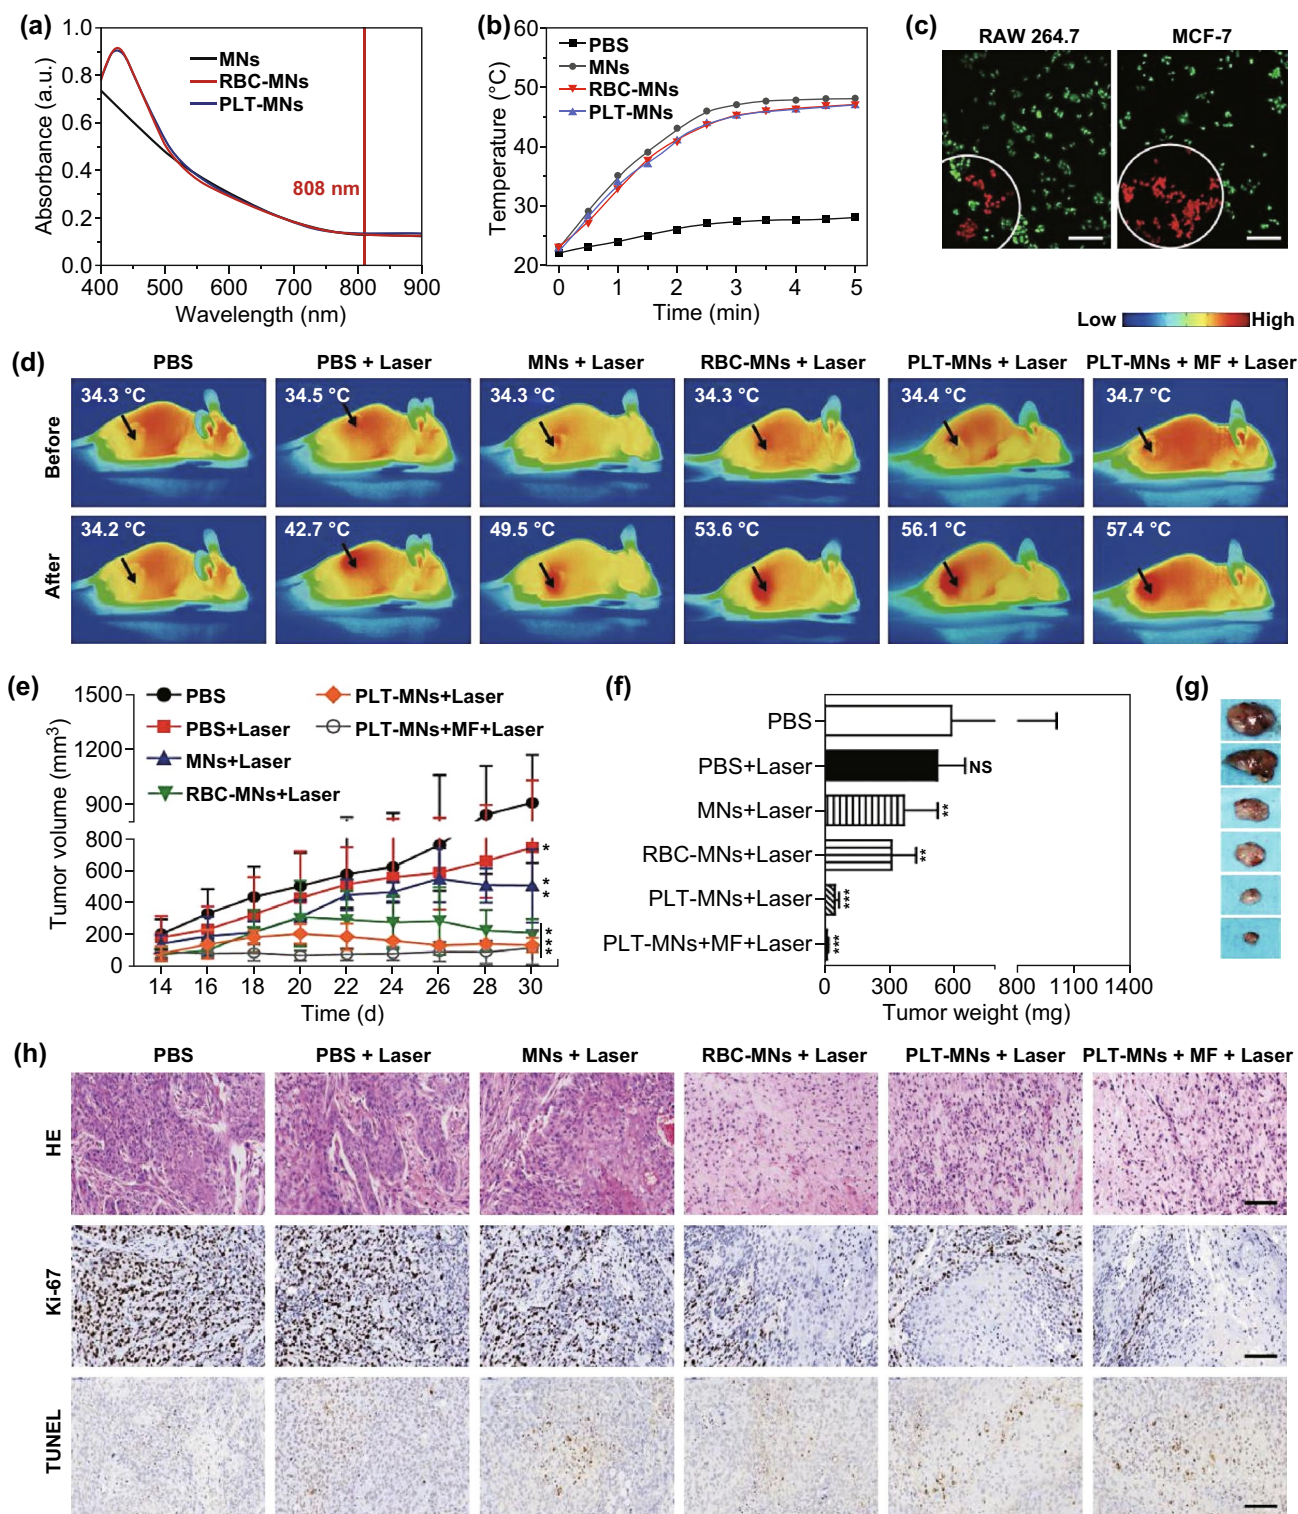 (a)
1.0
0.8
0.6
0.4
0.2
0.0
Absorbance (a.u.)
MNs
RBC-MNs
PLT-MNs
808 nm
400 500 600 700 800 900
Wavelength (nm)
(b)
60
50
40
30
20
Temperature (°C)
PBS
MNs
RBC-MNs
PLT-MNs
0 1 2 3 4 5
Time (min)
(c)
RAW 264.7 MCF-7
Low High
(d)
PBS PBS + Laser MNs + Laser RBC-MNs + Laser PLT-MNs + Laser PLT-MNs + MF + Laser
Before
34.3 °C 34.5 °C 34.3 °C 34.3 °C 34.4 °C 34.7 °C
After
34.2 °C 42.7 °C 49.5 °C 53.6 °C 56.1 °C 57.4 °C
(e)
1500
1200
900
800
600
400
200
0
Tumor volume (mm³)
PBS
PBS+Laser
MNs+Laser
RBC-MNs+Laser
PLT-MNs+Laser
PLT-MNs+MF+Laser
*
**
***
14 16 18 20 22 24 26 28 30
Time (d)
(f)
PBS
PBS+Laser NS
MNs+Laser **
RBC-MNs+Laser **
PLT-MNs+Laser ***
PLT-MNs+MF+Laser ***
0 300 600 800 1100 1400
Tumor weight (mg)
(g)
(h)
PBS PBS + Laser MNs + Laser RBC-MNs + Laser PLT-MNs + Laser PLT-MNs + MF + Laser
HE
Ki-67
TUNEL